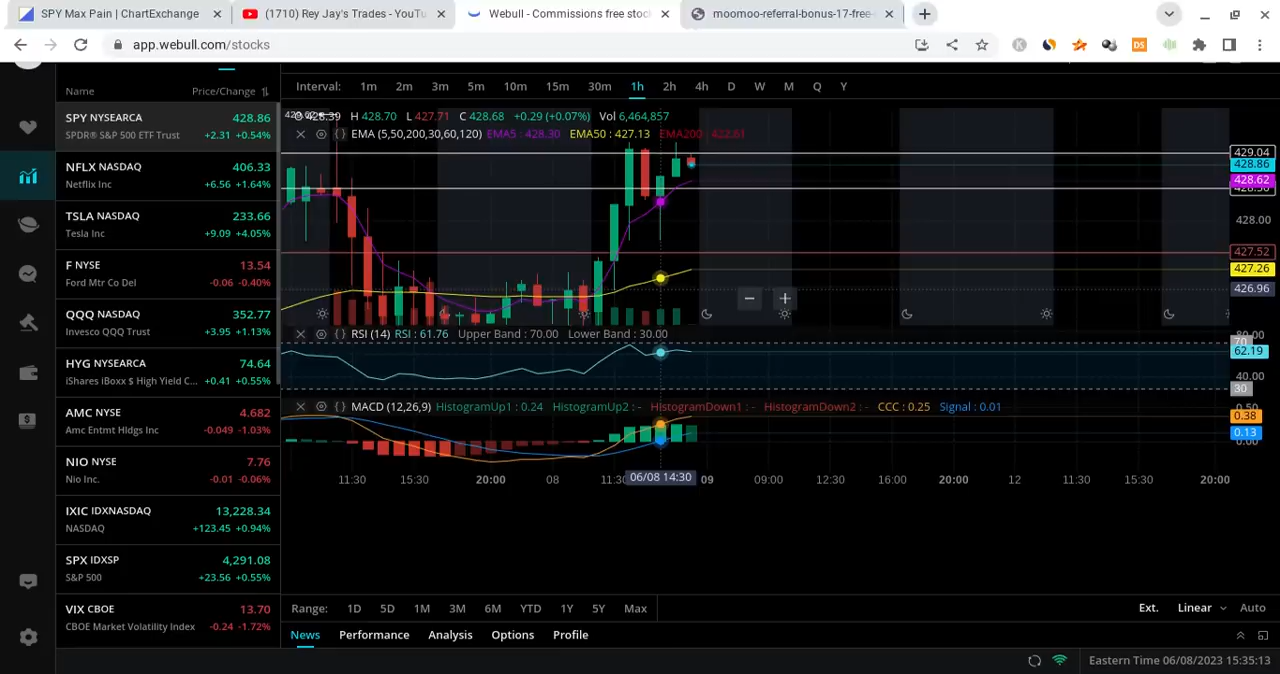 SPY Max Pain | ChartExchange
(1710) Rey Jay's Trades - YouTu
Webull - Commissions free stoc
moomoo-referral-bonus-17-free-
app.webull.com/stocks
Name Price/Change
SPY NYSEARCA 428.86
SPDR® S&P 500 ETF Trust +2.31 +0.54%
NFLX NASDAQ 406.33
Netflix Inc +6.56 +1.64%
TSLA NASDAQ 233.66
Tesla Inc +9.09 +4.05%
F NYSE 13.54
Ford Mtr Co Del -0.06 -0.40%
QQQ NASDAQ 352.77
Invesco QQQ Trust +3.95 +1.13%
HYG NYSEARCA 74.64
iShares iBoxx $ High Yield C... +0.41 +0.55%
AMC NYSE 4.682
Amc Entmt Hldgs Inc -0.049 -1.03%
NIO NYSE 7.76
Nio Inc. -0.01 -0.06%
IXIC IDXNASDAQ 13,228.34
NASDAQ +123.45 +0.94%
SPX IDXSP 4,291.08
S&P 500 +23.56 +0.55%
VIX CBOE 13.70
CBOE Market Volatility Index -0.24 -1.72%
Interval: 1m 2m 3m 5m 10m 15m 30m 1h 2h 4h D W M Q Y
H 428.70 L 427.71 C 428.68 +0.29 (+0.07%) Vol 6,464,857
EMA (5,50,200,30,60,120) EMA5 : 428.30 EMA50 : 427.13 EMA200 : 422.61
429.04
428.86
428.62
428.00
427.52
427.26
426.96
RSI (14) RSI : 61.76 Upper Band : 70.00 Lower Band : 30.00
70
62.19
40.00
30
MACD (12,26,9) HistogramUp1 : 0.24 HistogramUp2 : - HistogramDown1 : - HistogramDown2 : - CCC : 0.25 Signal : 0.01
0.38
0.13
0.00
11:30 15:30 20:00 08 11:30 06/08 14:30 09 09:00 12:30 16:00 20:00 12 11:30 15:30 20:00
Range: 1D 5D 1M 3M 6M YTD 1Y 5Y Max Ext. Linear Auto
News Performance Analysis Options Profile
Eastern Time 06/08/2023 15:35:13